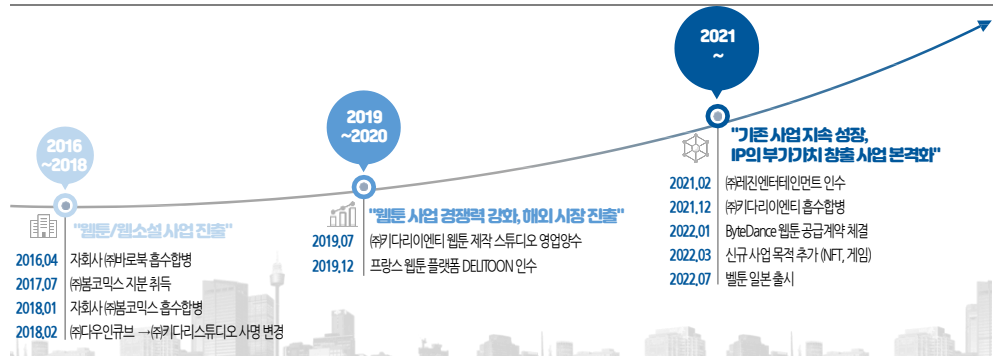 2016
~2018
"웹툰/웹소설 사업 진출"
2016.04 자회사 ㈜바로북 흡수합병
2017.07 ㈜봄코믹스 지분 취득
2018.01 자회사 ㈜봄코믹스 흡수합병
2018.02 ㈜다우인큐브 →㈜키다리스튜디오 사명 변경
2019
~2020
"웹툰 사업 경쟁력 강화, 해외 시장 진출"
2019.07 ㈜키다리이엔티 웹툰 제작 스튜디오 영업양수
2019.12 프랑스 웹툰 플랫폼 DELITOON 인수
2021
~
"기존 사업 지속 성장,
IP의 부가가치 창출 사업 본격화"
2021.02 ㈜레진엔터테인먼트 인수
2021.12 ㈜키다리이엔티 흡수합병
2022.01 ByteDance 웹툰 공급계약 체결
2022.03 신규 사업 목적 추가 (NFT, 게임)
2022.07 벨툰 일본 출시